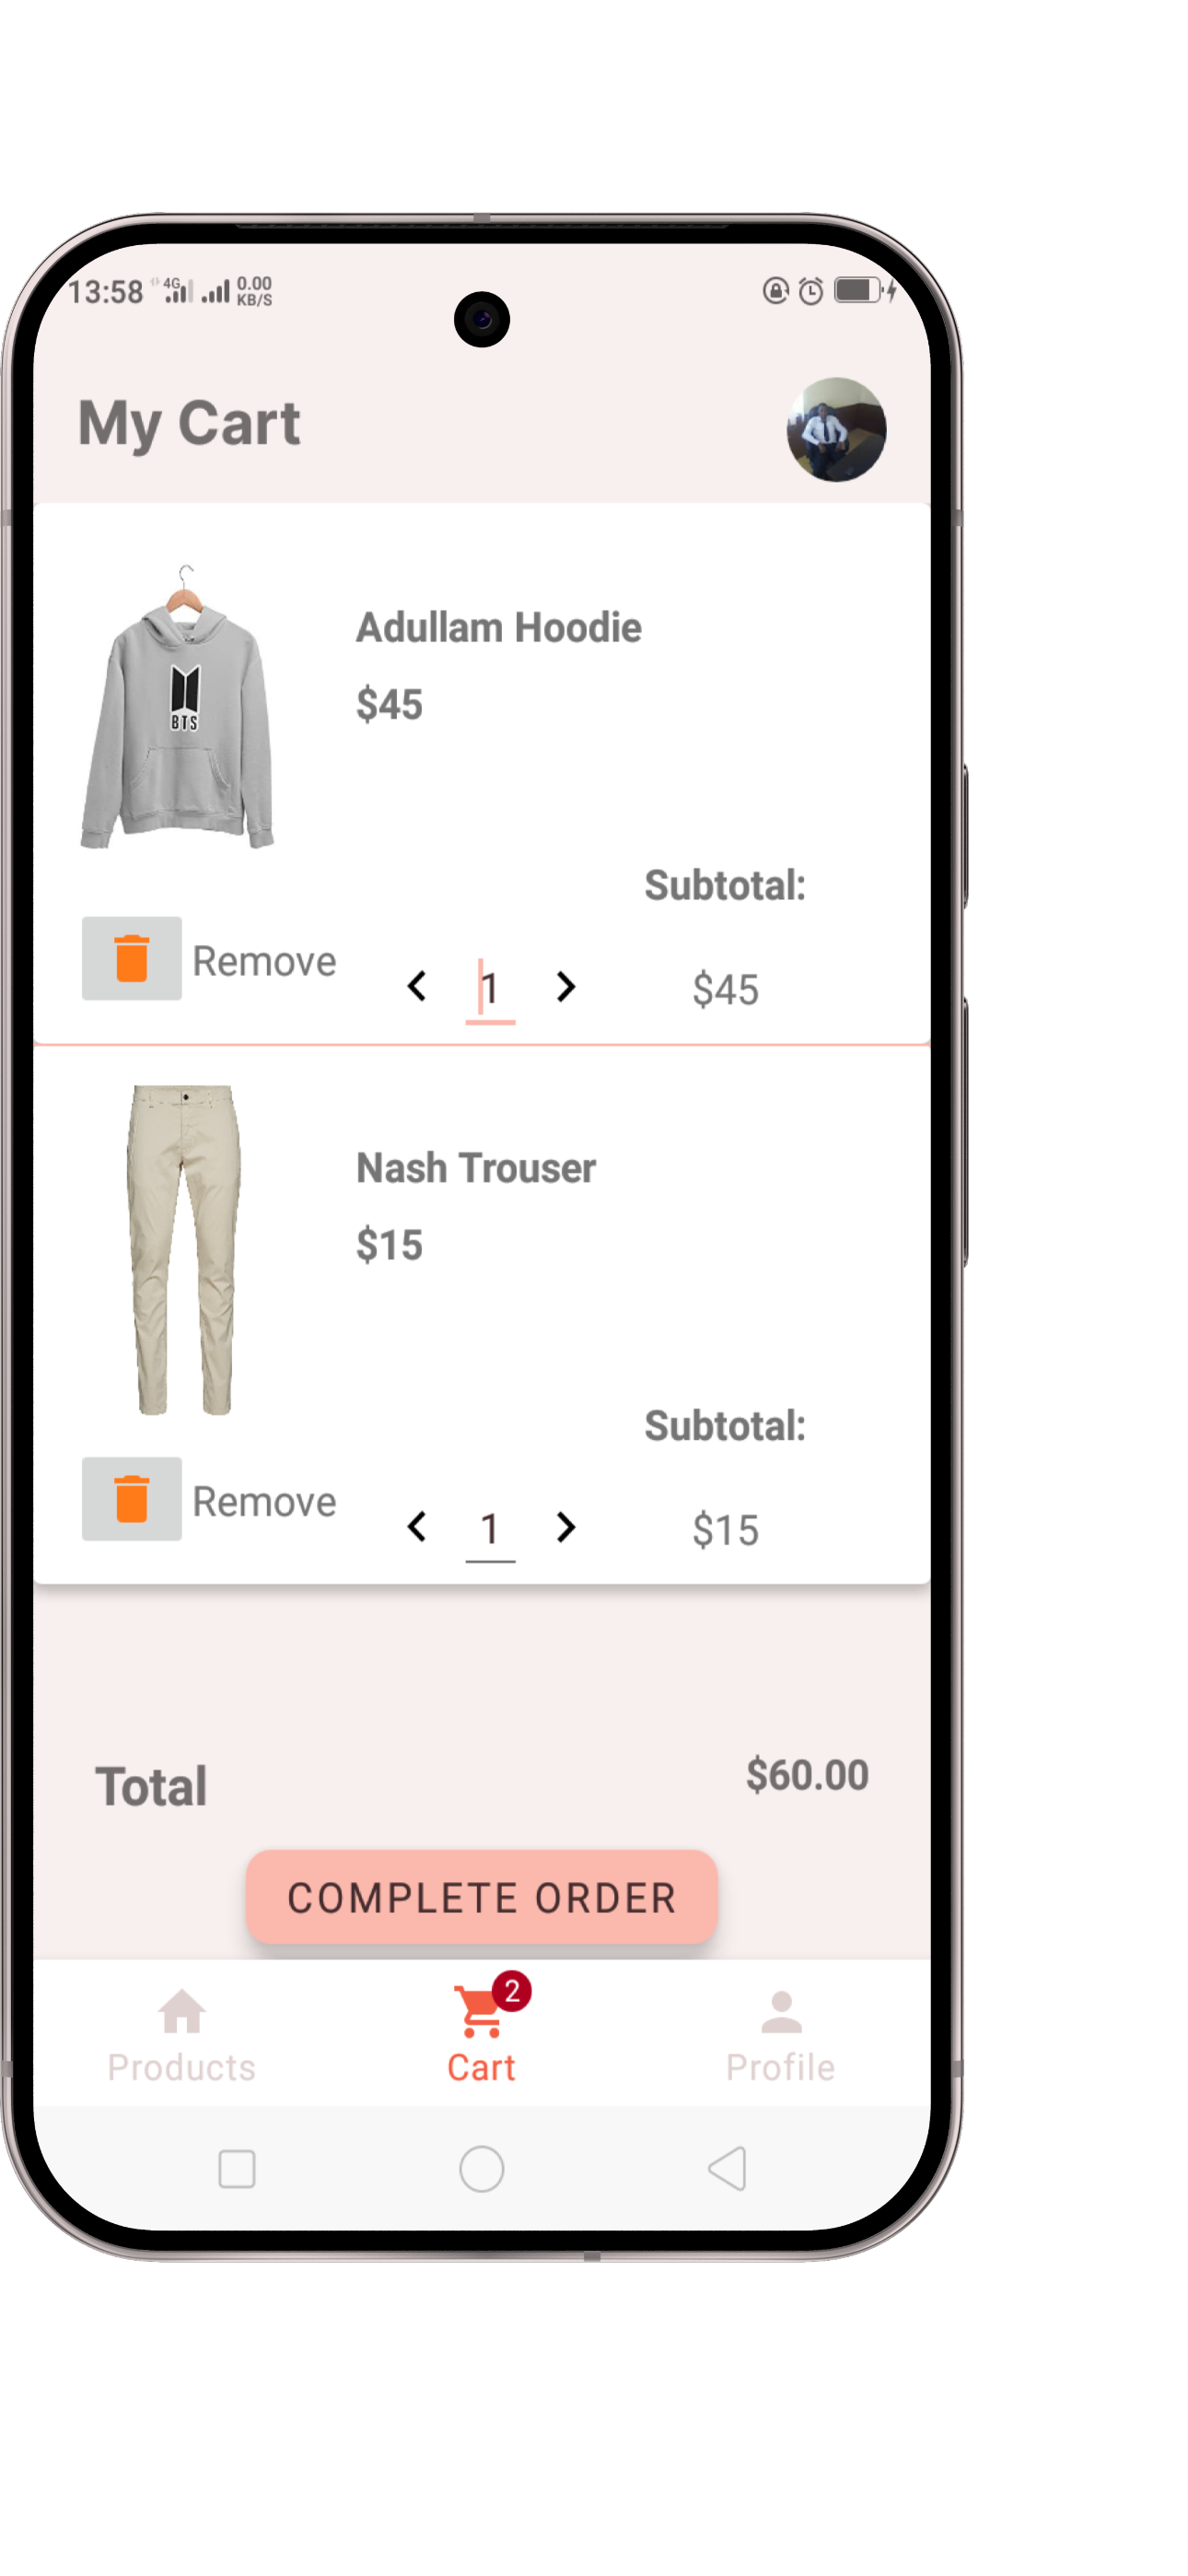 13:58 4G 0.00 KB/S
My Cart
BTS
Adullam Hoodie
$45
Subtotal:
Remove
1
$45
Nash Trouser
$15
Subtotal:
Remove
1
$15
Total
$60.00
COMPLETE ORDER
2
Products
Cart
Profile